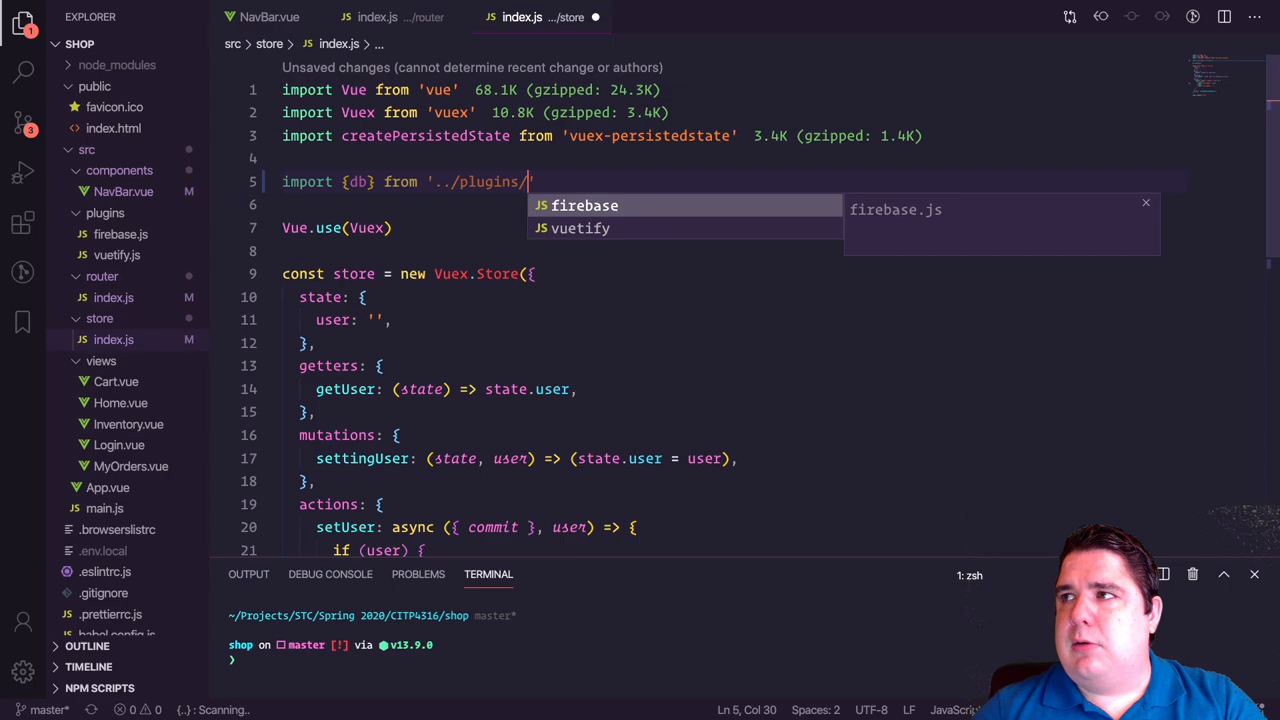 EXPLORER
NavBar.vue
index.js .../router
index.js .../store
SHOP
node_modules
public
favicon.ico
index.html
src
components
NavBar.vue M
plugins
firebase.js
vuetify.js
router
index.js M
store
index.js M
views
Cart.vue
Home.vue
Inventory.vue
Login.vue
MyOrders.vue
App.vue
main.js
.browserslistrc
.env.local
.eslintrc.js
.gitignore
.prettierrc.js
babel.config.js
OUTLINE
TIMELINE
NPM SCRIPTS
1
3
src > store > index.js > ...
Unsaved changes (cannot determine recent change or authors)
1 import Vue from 'vue' 68.1K (gzipped: 24.3K)
2 import Vuex from 'vuex' 10.8K (gzipped: 3.4K)
3 import createPersistedState from 'vuex-persistedstate' 3.4K (gzipped: 1.4K)
4
5 import {db} from '../plugins/'
6
firebase
vuetify
firebase.js
7 Vue.use(Vuex)
8
9 const store = new Vuex.Store({
10 state: {
11 user: '',
12 },
13 getters: {
14 getUser: (state) => state.user,
15 },
16 mutations: {
17 settingUser: (state, user) => (state.user = user),
18 },
19 actions: {
20 setUser: async ({ commit }, user) => {
21 if (user) {
OUTPUT DEBUG CONSOLE PROBLEMS TERMINAL
1: zsh
~/Projects/STC/Spring 2020/CITP4316/shop master*
shop on master [!] via v13.9.0
❯
master* 0 0 {..} : Scanning..
Ln 5, Col 30 Spaces: 2 UTF-8 LF JavaScript